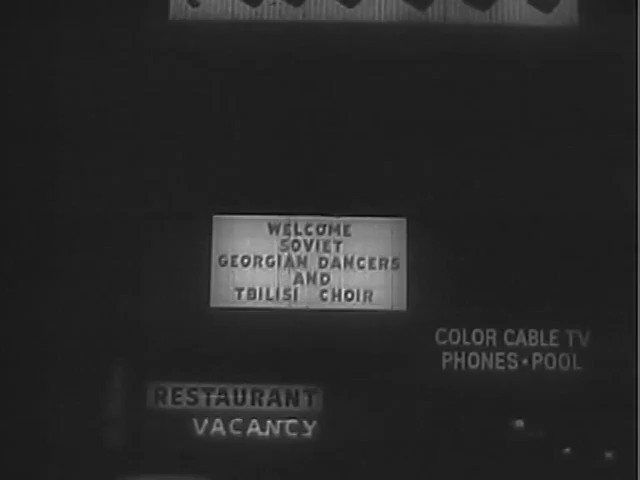 WELCOME
SOVIET
GEORGIAN DANCERS
AND
TBILISI CHOIR
COLOR CABLE TV
PHONES•POOL
RESTAURANT
VACANCY